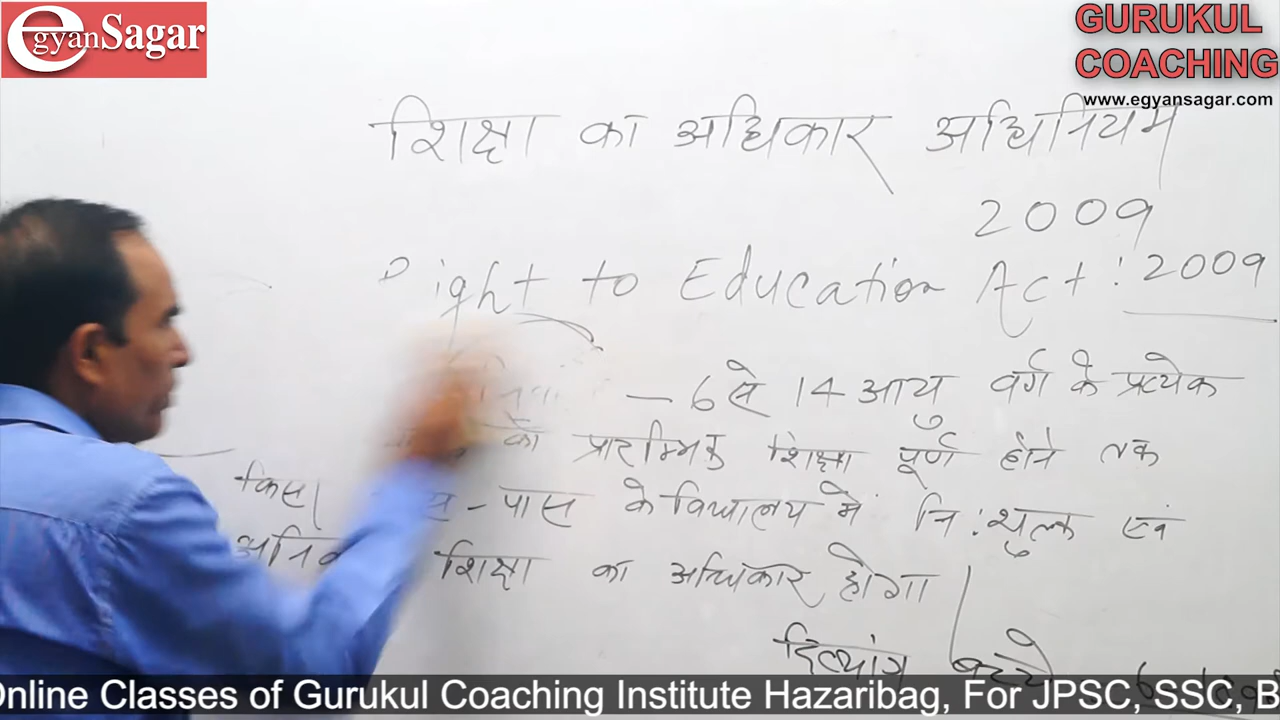 egyanSagar
GURUKUL
COACHING
www.egyansagar.com
शिक्षा का अधिकार अधिनियम
2009
Right to Education Act : 2009
— 6 से 14 आयु वर्ग के प्रत्येक
को प्रारम्भिक शिक्षा पूर्ण होने तक
किसी - पास के विद्यालय में नि:शुल्क एवं
शिक्षा का अधिकार होगा
दिव्यांग बच्चे
Online Classes of Gurukul Coaching Institute Hazaribag, For JPSC, SSC, B